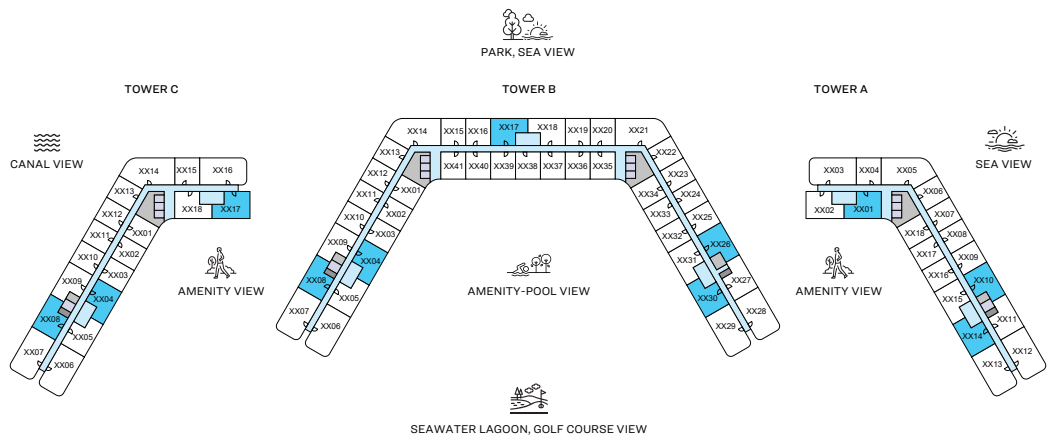 PARK, SEA VIEW
TOWER C
TOWER B
TOWER A
CANAL VIEW
SEA VIEW
XX14
XX15
XX16
XX13
XX17
XX18
XX12
XX01
XX11
XX02
XX10
XX03
XX09
XX04
XX08
XX05
XX07
XX06
AMENITY VIEW
XX14
XX15
XX16
XX17
XX18
XX19
XX20
XX21
XX13
XX41
XX40
XX39
XX38
XX37
XX36
XX35
XX22
XX12
XX01
XX34
XX23
XX11
XX02
XX33
XX24
XX10
XX03
XX32
XX25
XX09
XX04
XX31
XX26
XX08
XX05
XX30
XX27
XX07
XX06
XX29
XX28
AMENITY-POOL VIEW
XX03
XX04
XX05
XX02
XX01
XX06
XX18
XX07
XX17
XX08
XX16
XX09
XX15
XX10
XX14
XX11
XX13
XX12
AMENITY VIEW
SEAWATER LAGOON, GOLF COURSE VIEW